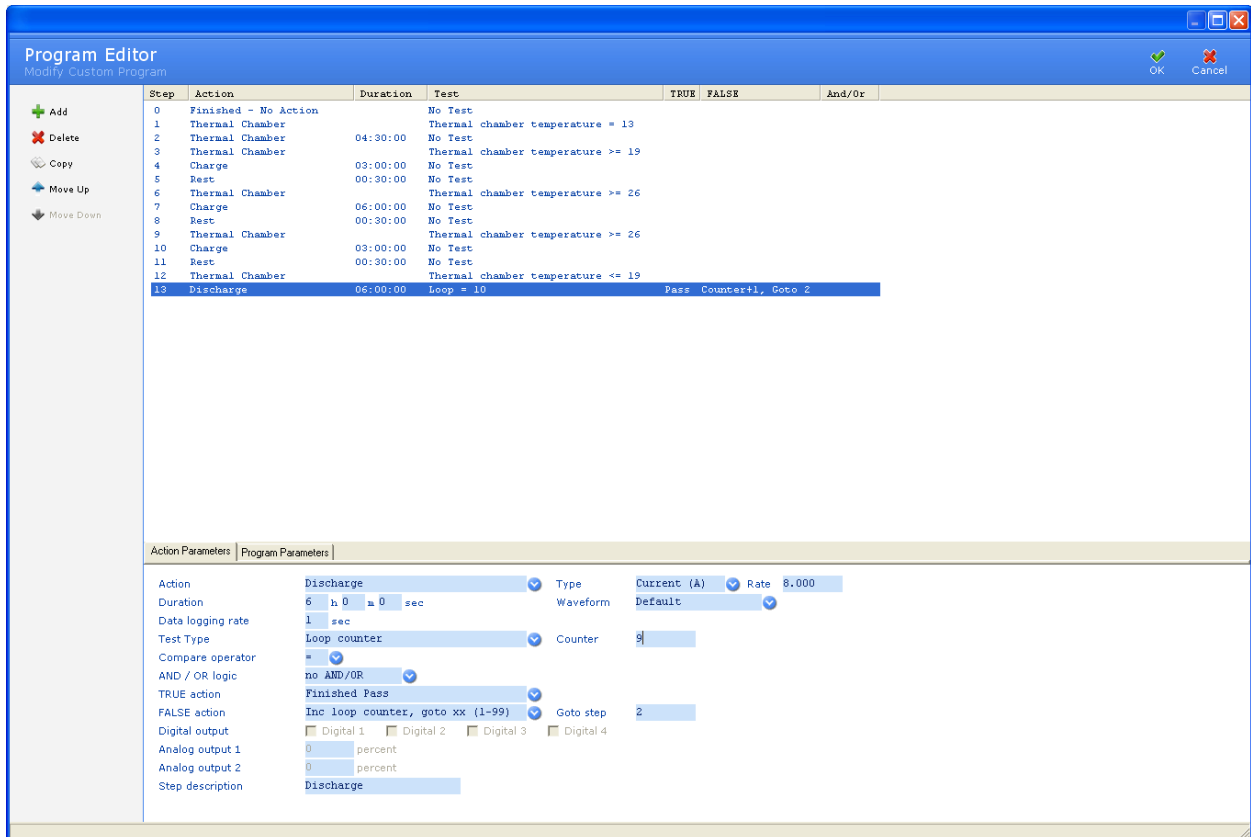 Program Editor
Modify Custom Program
OK Cancel
Add
Delete
Copy
Move Up
Move Down
Step Action Duration Test TRUE FALSE And/Or
0 Finished - No Action No Test
1 Thermal Chamber Thermal chamber temperature = 13
2 Thermal Chamber 04:30:00 No Test
3 Thermal Chamber Thermal chamber temperature >= 19
4 Charge 03:00:00 No Test
5 Rest 00:30:00 No Test
6 Thermal Chamber Thermal chamber temperature >= 26
7 Charge 06:00:00 No Test
8 Rest 00:30:00 No Test
9 Thermal Chamber Thermal chamber temperature >= 26
10 Charge 03:00:00 No Test
11 Rest 00:30:00 No Test
12 Thermal Chamber Thermal chamber temperature <= 19
13 Discharge 06:00:00 Loop = 10 Pass Counter+1, Goto 2
Action Parameters Program Parameters
Action Discharge Type Current (A) Rate 8.000
Duration 6 h 0 m 0 sec Waveform Default
Data logging rate 1 sec
Test Type Loop counter Counter 9
Compare operator =
AND / OR logic no AND/OR
TRUE action Finished Pass
FALSE action Inc loop counter, goto xx (1-99) Goto step 2
Digital output Digital 1 Digital 2 Digital 3 Digital 4
Analog output 1 0 percent
Analog output 2 0 percent
Step description Discharge